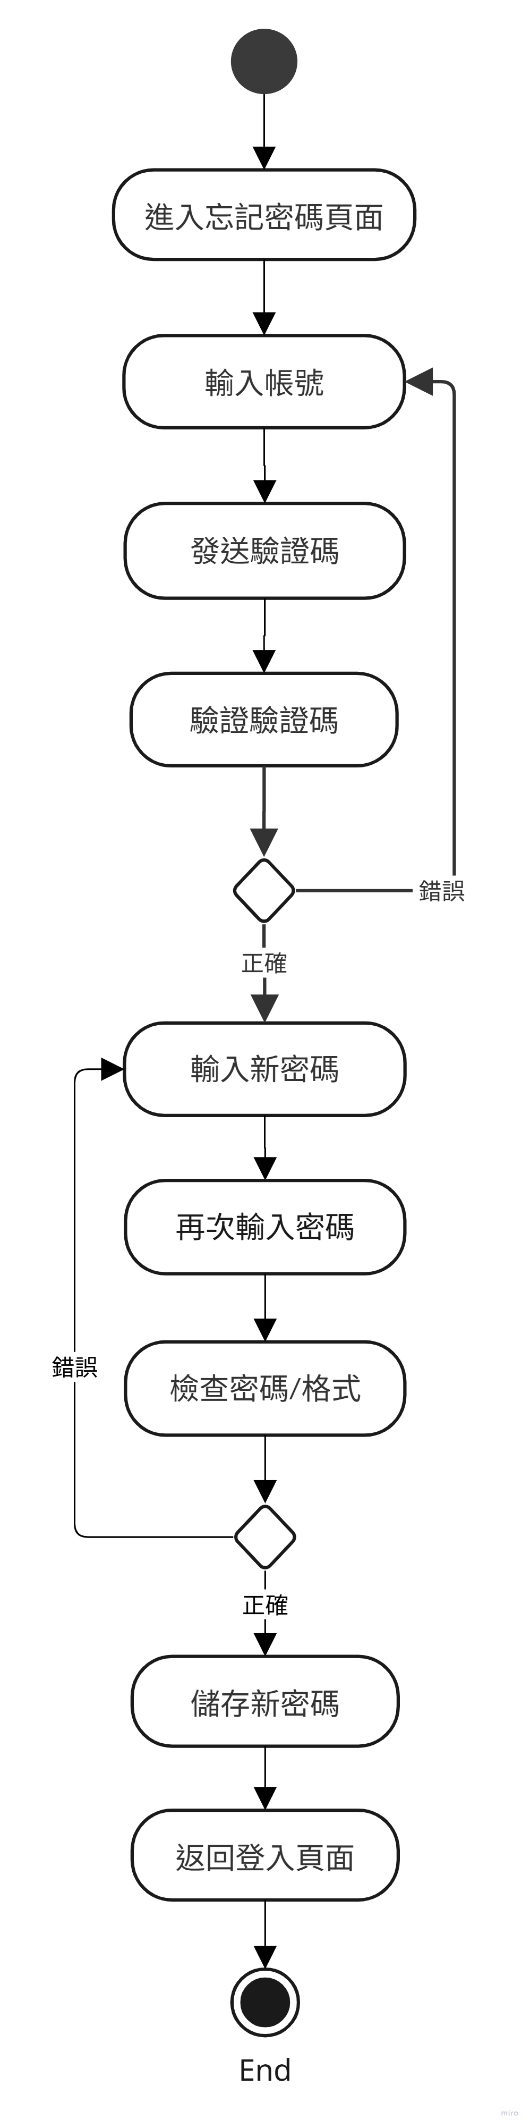 進入忘記密碼頁面
輸入帳號
發送驗證碼
驗證驗證碼
錯誤
正確
輸入新密碼
再次輸入密碼
錯誤
檢查密碼/格式
正確
儲存新密碼
返回登入頁面
End
miro